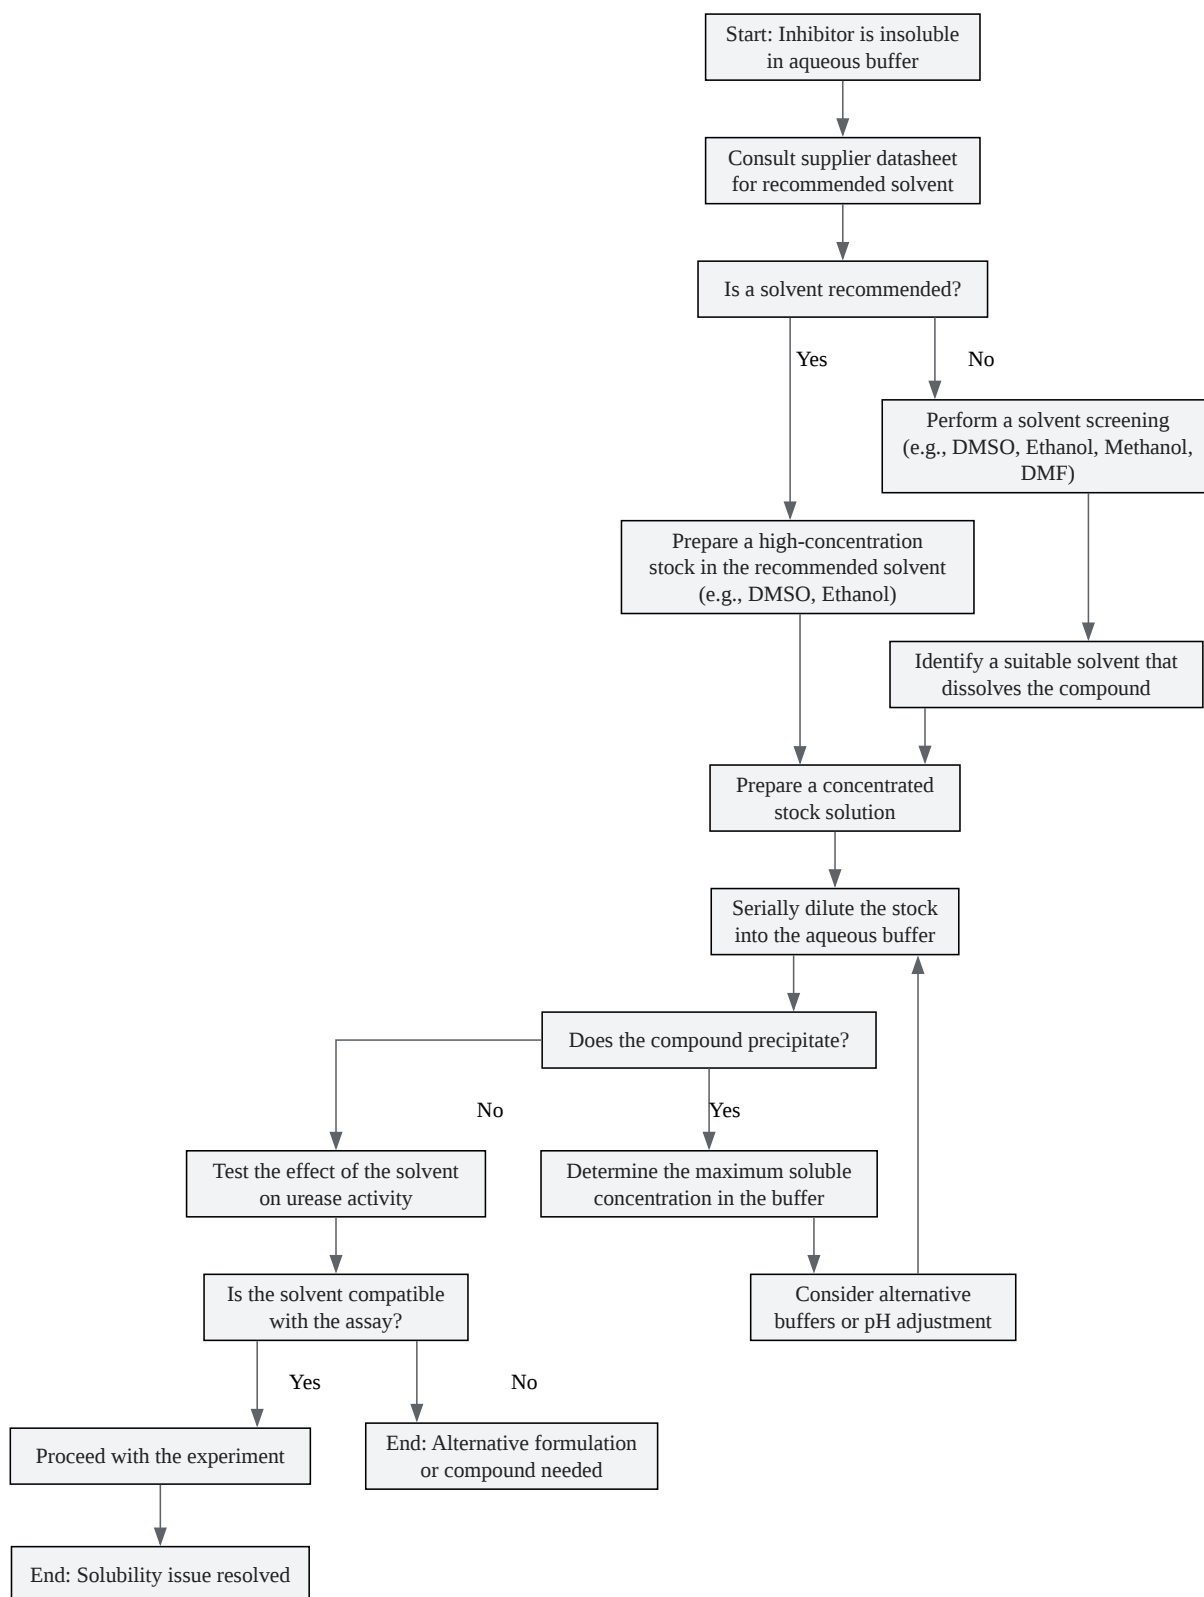 Start: Inhibitor is insoluble
in aqueous buffer
Consult supplier datasheet
for recommended solvent
Is a solvent recommended?
Yes
No
Perform a solvent screening
(e.g., DMSO, Ethanol, Methanol,
DMF)
Prepare a high-concentration
stock in the recommended solvent
(e.g., DMSO, Ethanol)
Identify a suitable solvent that
dissolves the compound
Prepare a concentrated
stock solution
Serially dilute the stock
into the aqueous buffer
Does the compound precipitate?
No
Yes
Test the effect of the solvent
on urease activity
Determine the maximum soluble
concentration in the buffer
Is the solvent compatible
with the assay?
Consider alternative
buffers or pH adjustment
Yes
No
Proceed with the experiment
End: Alternative formulation
or compound needed
End: Solubility issue resolved